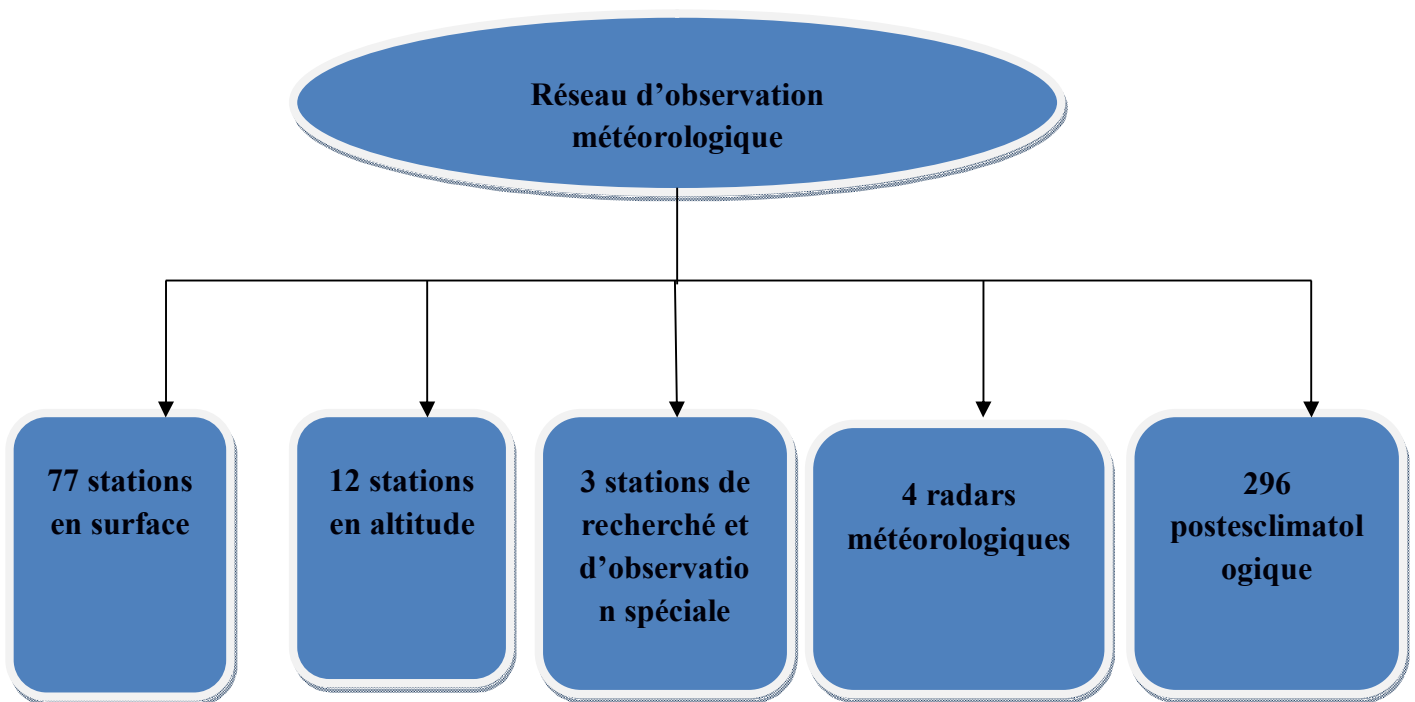 Réseau d’observation
météorologique
77 stations
en surface
12 stations
en altitude
3 stations de
recherché et
d’observatio
n spéciale
4 radars
météorologiques
296
postesclimatol
ogique